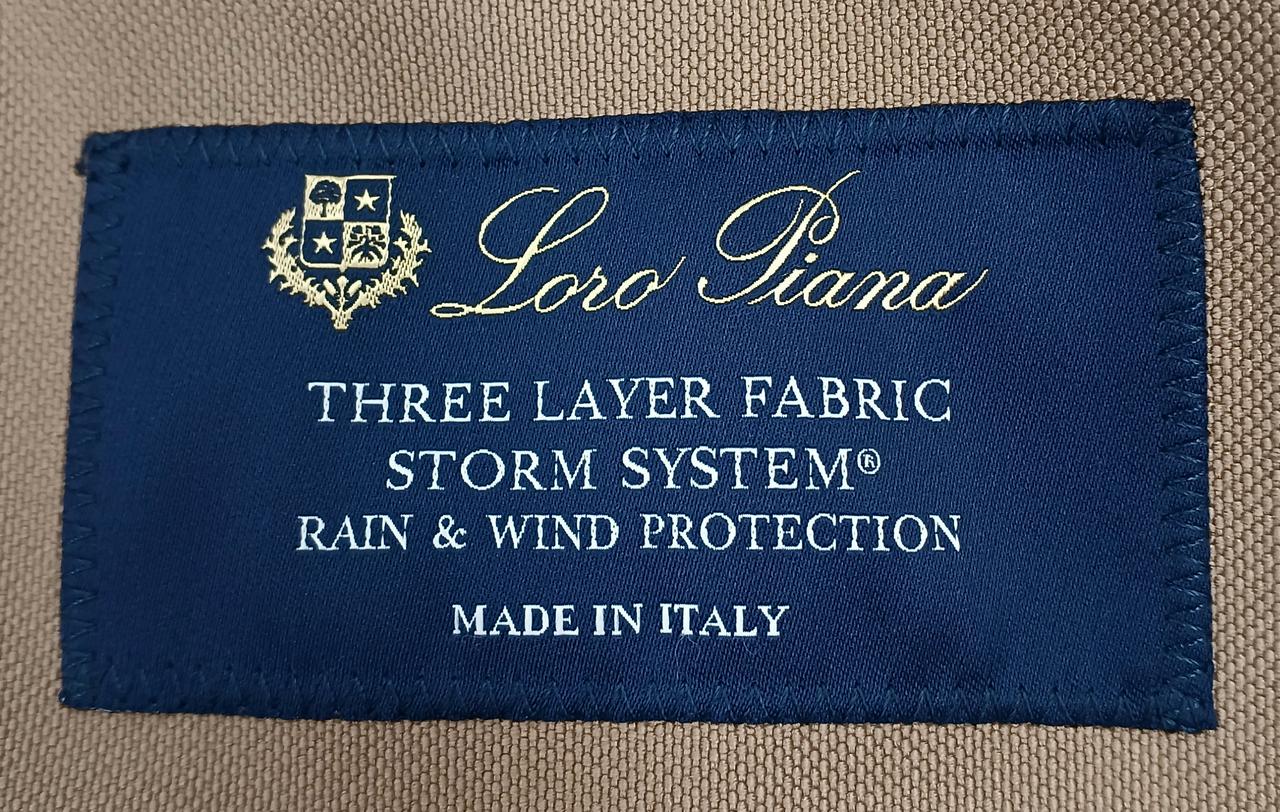 Loro Piana
THREE LAYER FABRIC
STORM SYSTEM®
RAIN & WIND PROTECTION
MADE IN ITALY